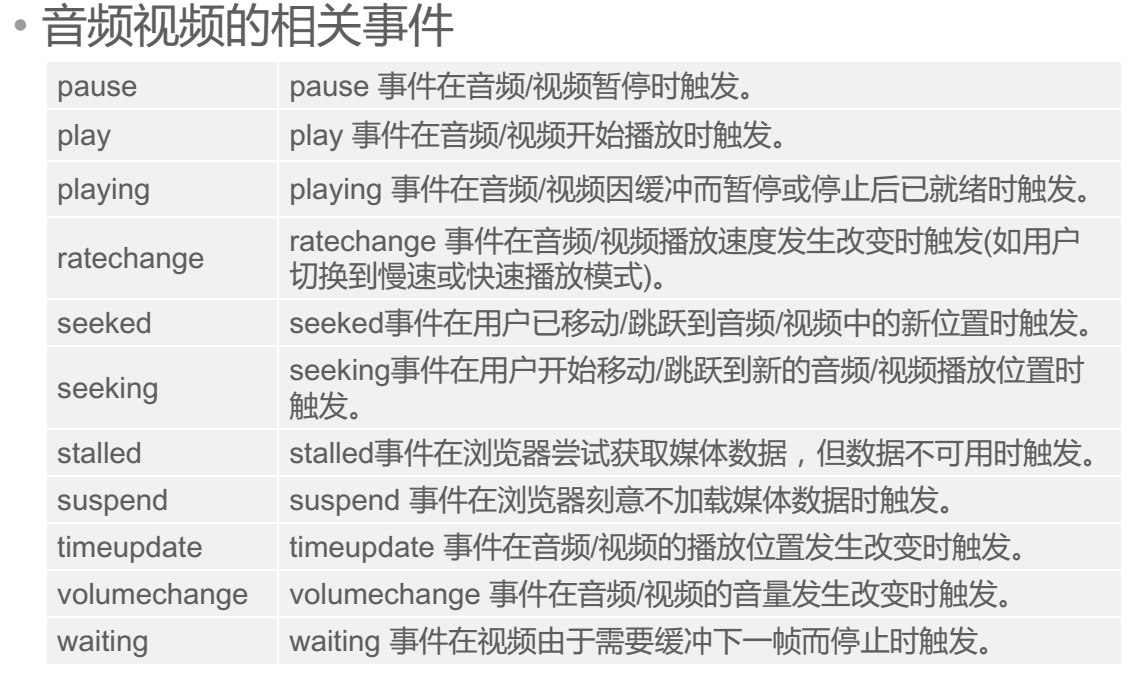 • 音频视频的相关事件
pause pause 事件在音频/视频暂停时触发。
play play 事件在音频/视频开始播放时触发。
playing playing 事件在音频/视频因缓冲而暂停或停止后已就绪时触发。
ratechange ratechange 事件在音频/视频播放速度发生改变时触发(如用户
切换到慢速或快速播放模式)。
seeked seeked事件在用户已移动/跳跃到音频/视频中的新位置时触发。
seeking seeking事件在用户开始移动/跳跃到新的音频/视频播放位置时
触发。
stalled stalled事件在浏览器尝试获取媒体数据，但数据不可用时触发。
suspend suspend 事件在浏览器刻意不加载媒体数据时触发。
timeupdate timeupdate 事件在音频/视频的播放位置发生改变时触发。
volumechange volumechange 事件在音频/视频的音量发生改变时触发。
waiting waiting 事件在视频由于需要缓冲下一帧而停止时触发。